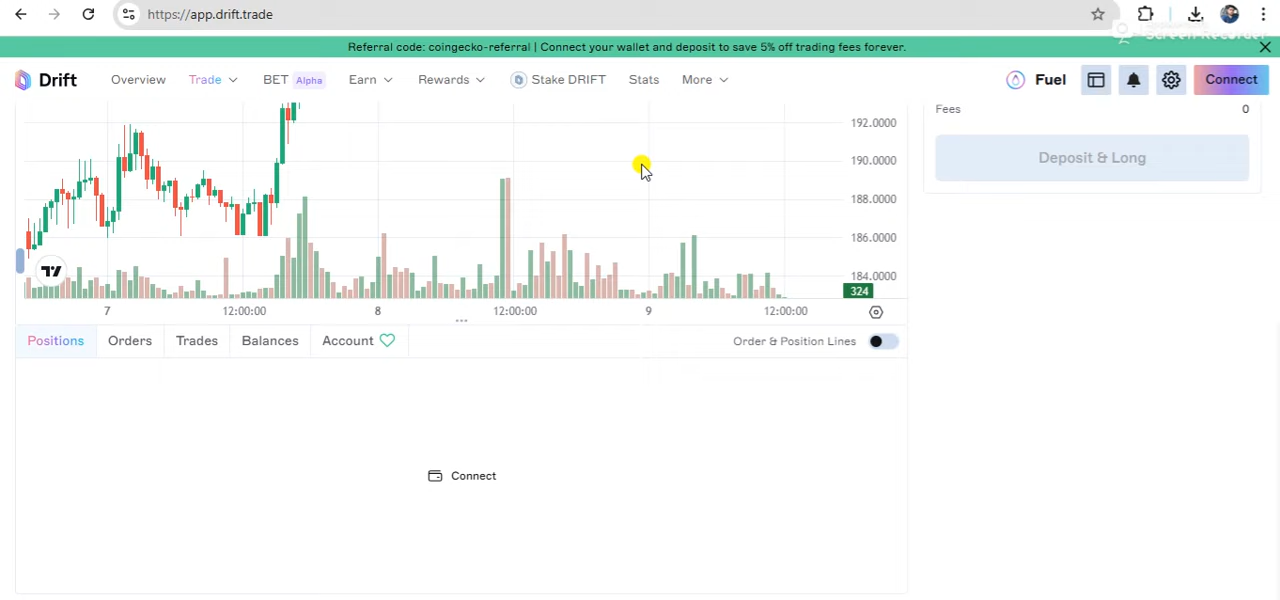 https://app.drift.trade
Referral code: coingecko-referral | Connect your wallet and deposit to save 5% off trading fees forever.
Drift Overview Trade BET Alpha Earn Rewards Stake DRIFT Stats More Fuel Connect
Fees 0
Deposit & Long
192.0000
190.0000
188.0000
186.0000
184.0000
324
7 12:00:00 8 12:00:00 9 12:00:00
Positions Orders Trades Balances Account Order & Position Lines
Connect